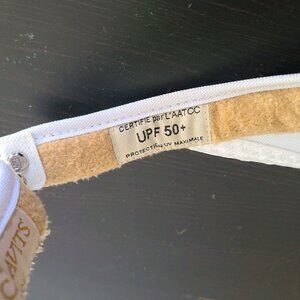 CERTIFIÉ par L'AATCC
UPF 50+
PROTECTION UV MAXIMALE